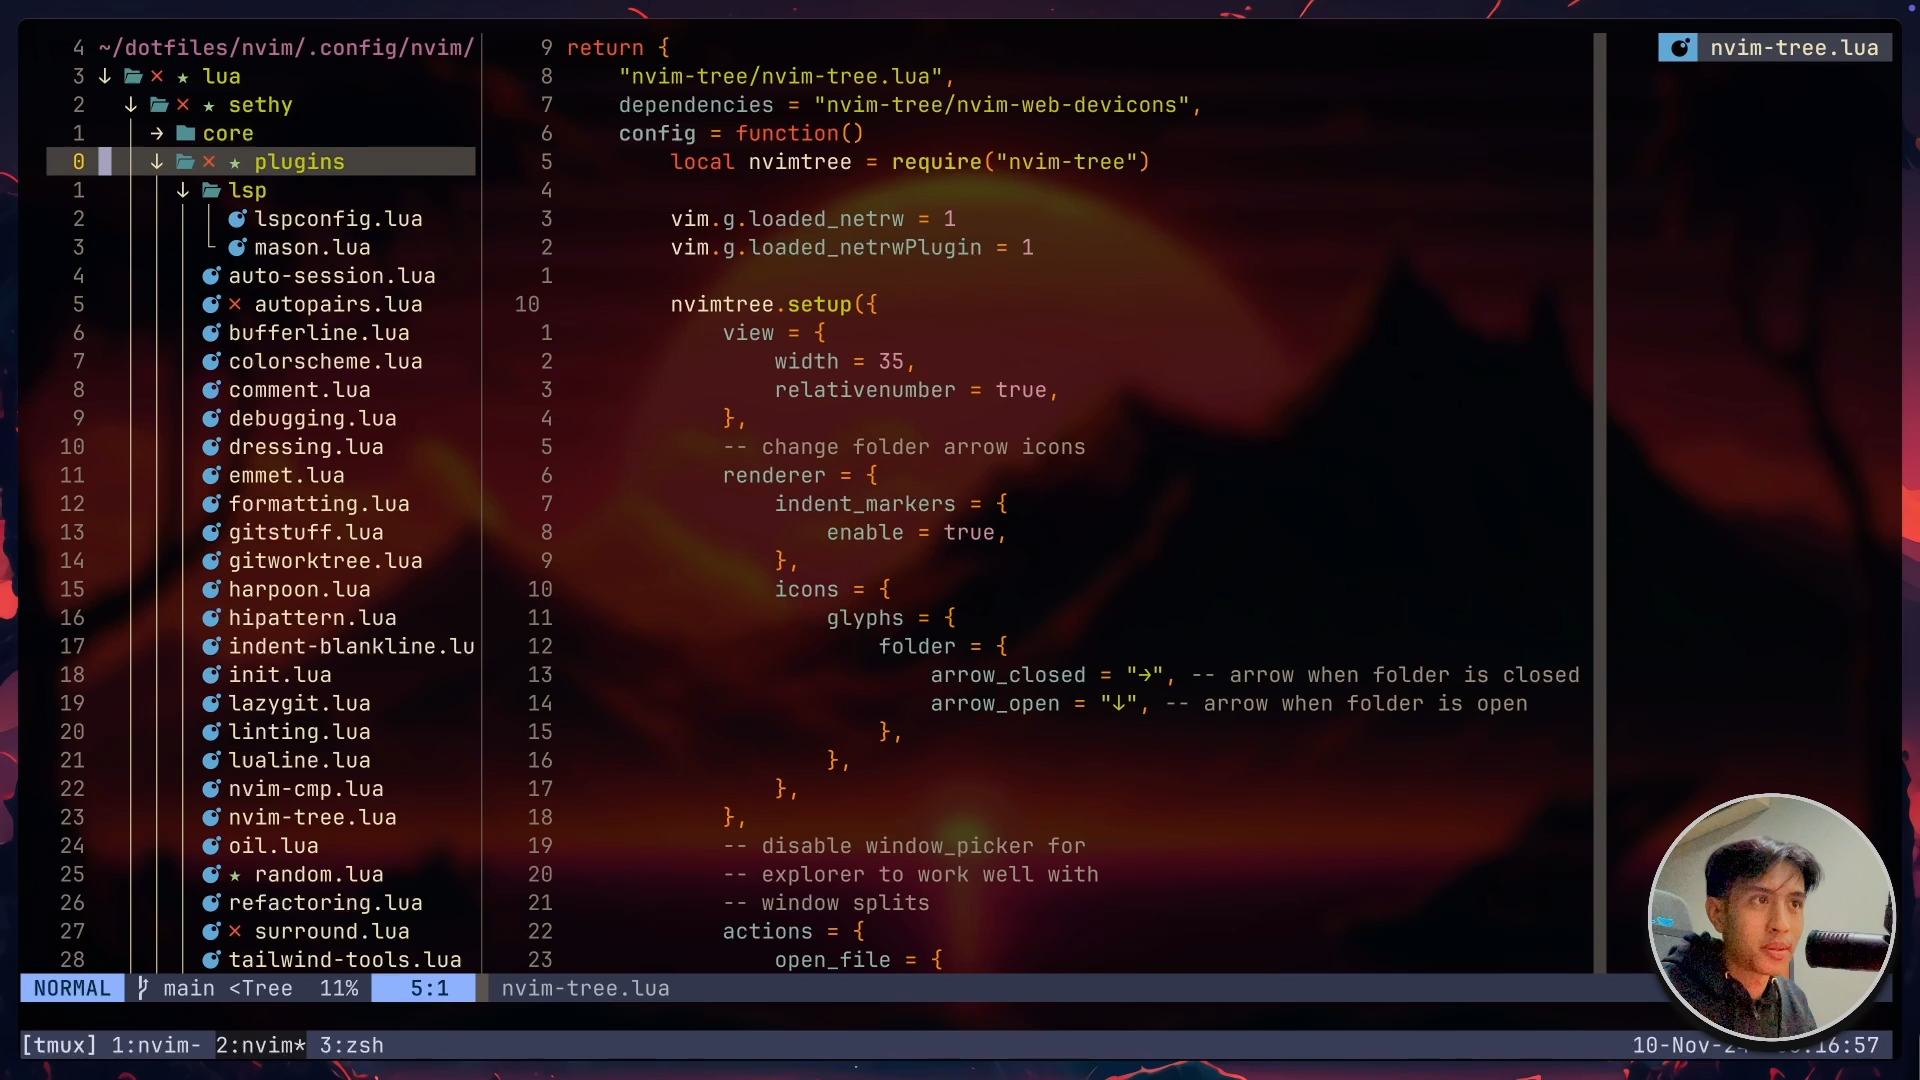 4 ~/dotfiles/nvim/.config/nvim/
3 ↓ ✕ ★ lua
2 ↓ ✕ ★ sethy
1 → core
0 ↓ ✕ ★ plugins
1 ↓ lsp
2 lspconfig.lua
3 mason.lua
4 auto-session.lua
5 ✕ autopairs.lua
6 bufferline.lua
7 colorscheme.lua
8 comment.lua
9 debugging.lua
10 dressing.lua
11 emmet.lua
12 formatting.lua
13 gitstuff.lua
14 gitworktree.lua
15 harpoon.lua
16 hipattern.lua
17 indent-blankline.lu
18 init.lua
19 lazygit.lua
20 linting.lua
21 lualine.lua
22 nvim-cmp.lua
23 nvim-tree.lua
24 oil.lua
25 ★ random.lua
26 refactoring.lua
27 ✕ surround.lua
28 tailwind-tools.lua
9 return {
8 "nvim-tree/nvim-tree.lua",
7 dependencies = "nvim-tree/nvim-web-devicons",
6 config = function()
5 local nvimtree = require("nvim-tree")
4
3 vim.g.loaded_netrw = 1
2 vim.g.loaded_netrwPlugin = 1
1
10 nvimtree.setup({
1 view = {
2 width = 35,
3 relativenumber = true,
4 },
5 -- change folder arrow icons
6 renderer = {
7 indent_markers = {
8 enable = true,
9 },
10 icons = {
11 glyphs = {
12 folder = {
13 arrow_closed = "→", -- arrow when folder is closed
14 arrow_open = "↓", -- arrow when folder is open
15 },
16 },
17 },
18 },
19 -- disable window_picker for
20 -- explorer to work well with
21 -- window splits
22 actions = {
23 open_file = {
nvim-tree.lua
NORMAL main <Tree 11% 5:1 nvim-tree.lua
[tmux] 1:nvim- 2:nvim* 3:zsh
10-Nov-2 16:57